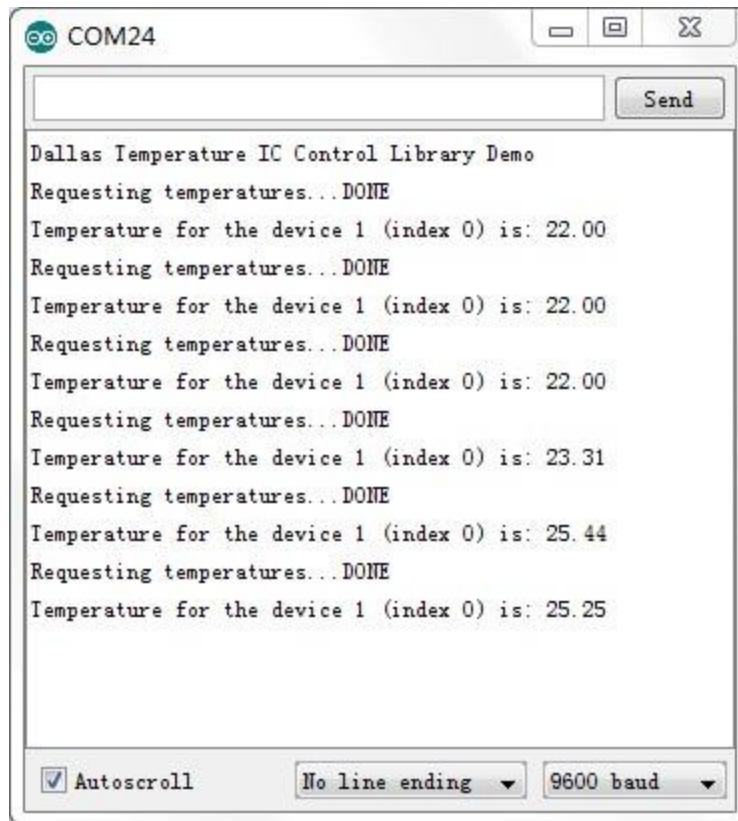 COM24
Send
Dallas Temperature IC Control Library Demo
Requesting temperatures...DONE
Temperature for the device 1 (index 0) is: 22.00
Requesting temperatures...DONE
Temperature for the device 1 (index 0) is: 22.00
Requesting temperatures...DONE
Temperature for the device 1 (index 0) is: 22.00
Requesting temperatures...DONE
Temperature for the device 1 (index 0) is: 23.31
Requesting temperatures...DONE
Temperature for the device 1 (index 0) is: 25.44
Requesting temperatures...DONE
Temperature for the device 1 (index 0) is: 25.25
Autoscroll No line ending 9600 baud